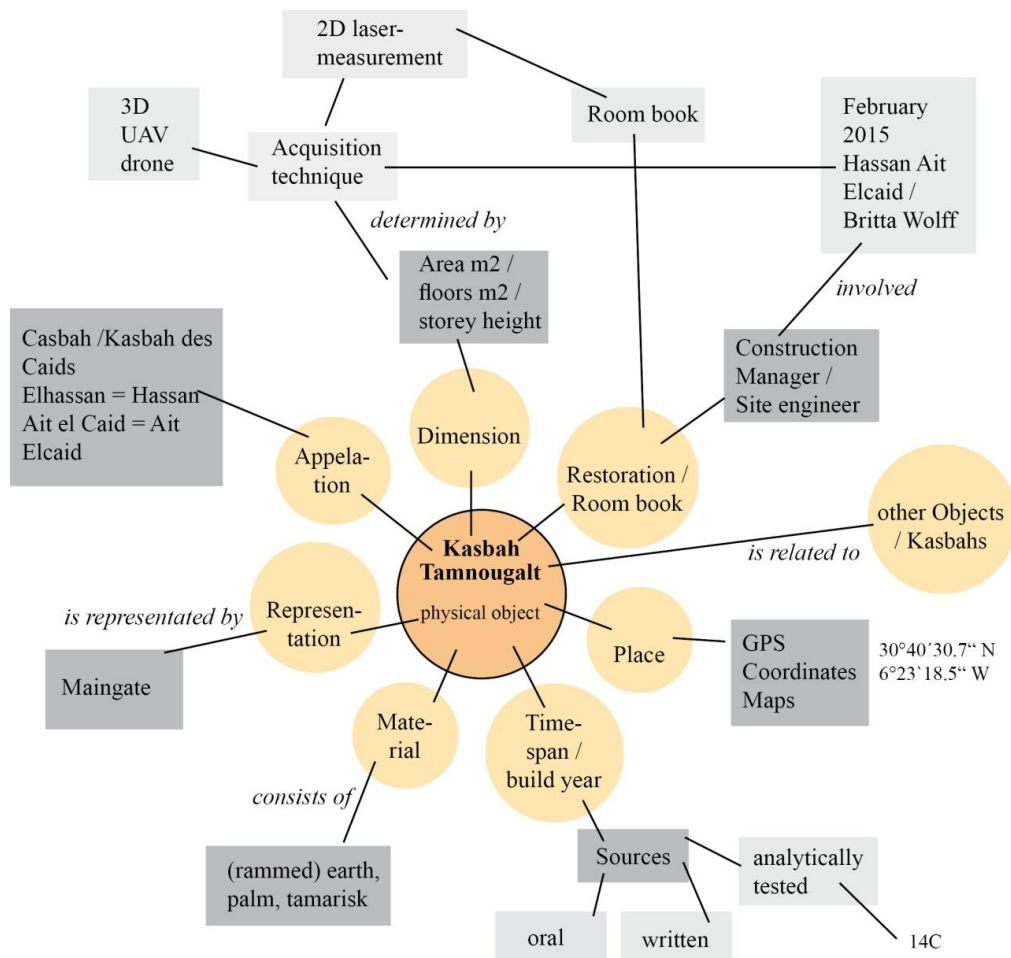 2D laser-
measurement
3D
UAV
drone
Room book
February
2015
Hassan Ait
Elcaid /
Britta Wolff
Acquisition
technique
determined by
Area m2 /
floors m2 /
storey height
involved
Casbah /Kasbah des
Caids
Elhassan = Hassan
Ait el Caid = Ait
Elcaid
Construction
Manager /
Site engineer
Dimension
Appela-
tion
Restoration /
Room book
other Objects
/ Kasbahs
is related to
Kasbah
Tamnougalt
physical object
is representated by
Represen-
tation
Place
GPS
Coordinates
Maps
30°40´30.7“ N
6°23`18.5“ W
Maingate
Mate-
rial
Time-
span /
build year
consists of
(rammed) earth,
palm, tamarisk
Sources
analytically
tested
oral
written
14C